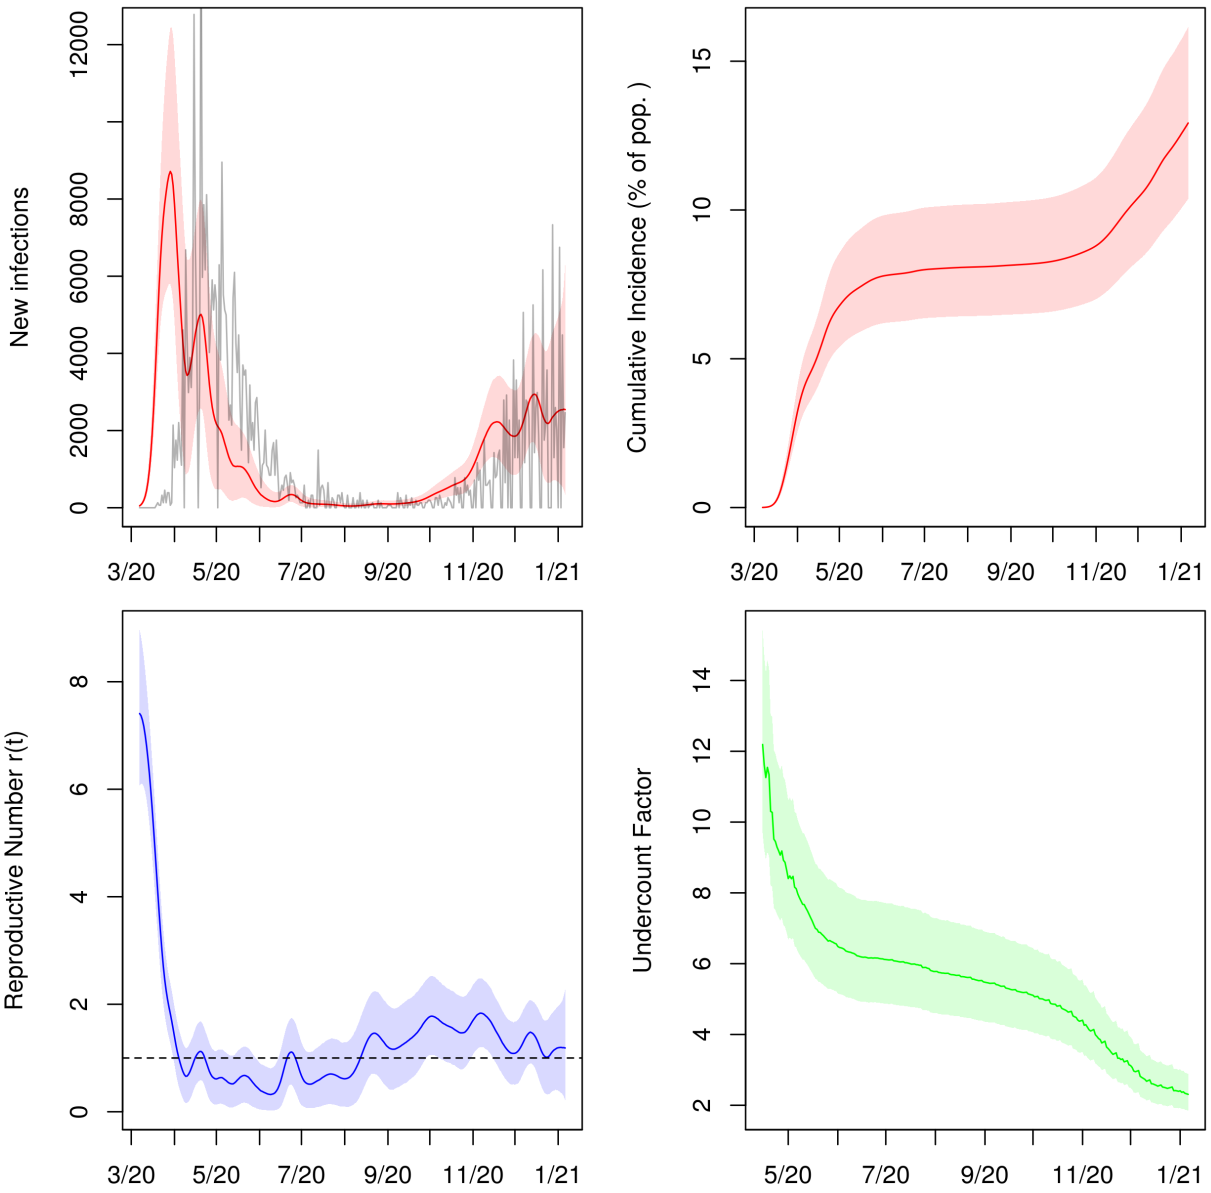 New infections
0
2000
4000
6000
8000
12000
3/20 5/20 7/20 9/20 11/20 1/21
Cumulative Incidence (% of pop. )
0
5
10
15
3/20 5/20 7/20 9/20 11/20 1/21
Reproductive Number r(t)
0
2
4
6
8
3/20 5/20 7/20 9/20 11/20 1/21
Undercount Factor
2
4
6
8
10
12
14
5/20 7/20 9/20 11/20 1/21